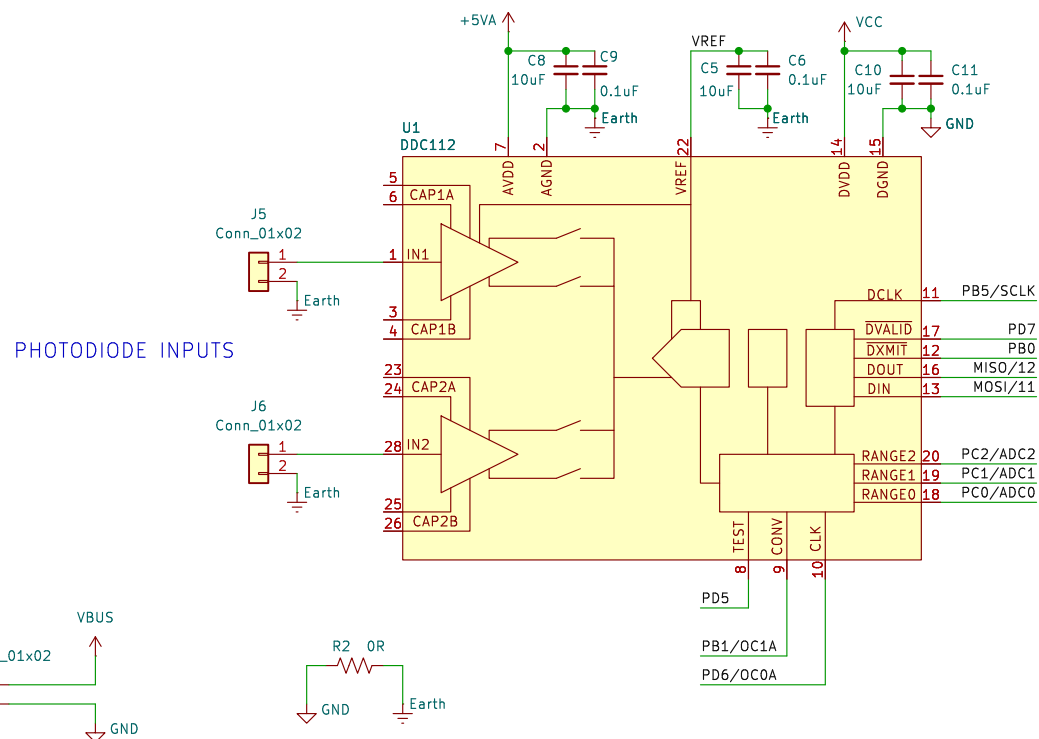 +5VA
VCC
VREF
C8
C9
10uF
0.1uF
Earth
C5
C6
10uF
0.1uF
Earth
C10
C11
10uF
0.1uF
GND
U1
DDC112
7
2
22
14
15
AVDD
AGND
VREF
DVDD
DGND
5
CAP1A
6
J5
Conn_01x02
1
2
Earth
1
IN1
3
CAP1B
4
DCLK
11
PB5/SCLK
DVALID
17
PD7
DXMIT
12
PB0
DOUT
16
MISO/12
DIN
13
MOSI/11
PHOTODIODE INPUTS
23
CAP2A
24
J6
Conn_01x02
1
2
Earth
28
IN2
25
CAP2B
26
RANGE2
20
PC2/ADC2
RANGE1
19
PC1/ADC1
RANGE0
18
PC0/ADC0
TEST
CONV
CLK
8
9
10
PD5
PB1/OC1A
PD6/OC0A
VBUS
_01x02
GND
R2 0R
GND
Earth